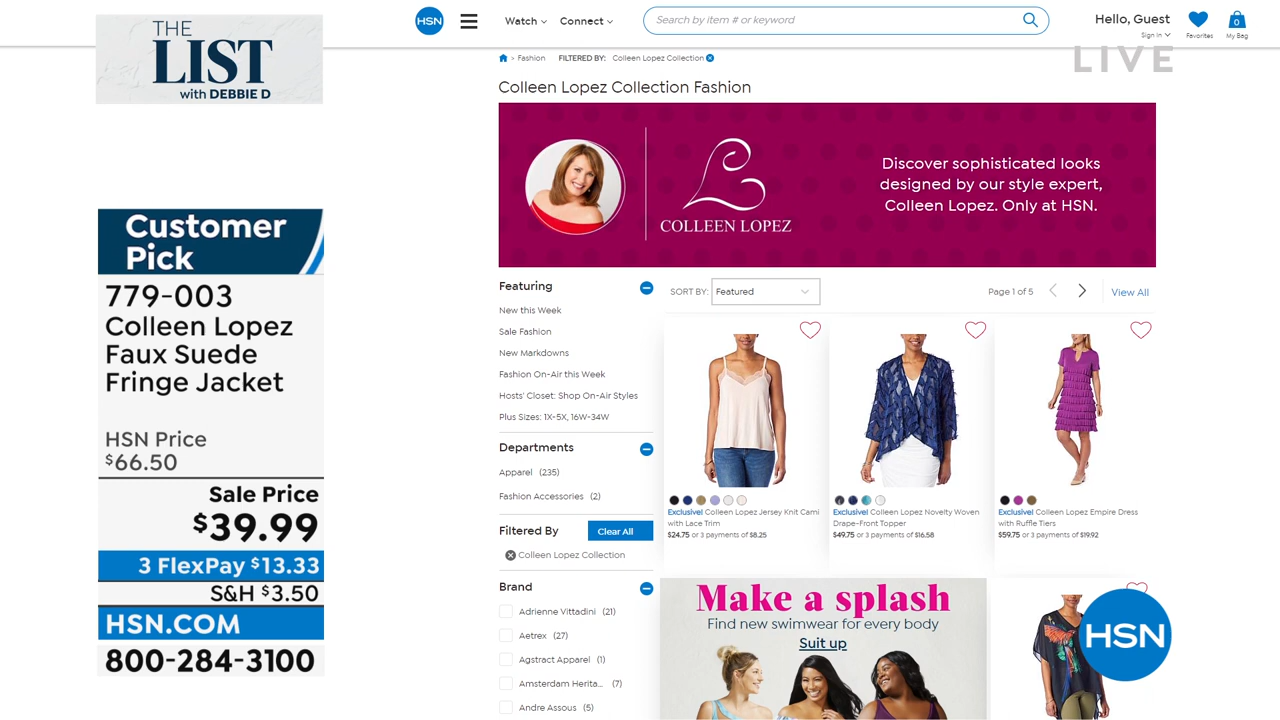 THE
LIST
with DEBBIE D
Customer
Pick
779-003
Colleen Lopez
Faux Suede
Fringe Jacket
HSN Price
$66.50
Sale Price
$39.99
3 FlexPay $13.33
S&H $3.50
HSN.COM
800-284-3100
HSN
Watch
Connect
Search by item # or keyword
Hello, Guest
Sign in
Favorites
0
My Bag
LIVE
> Fashion FILTERED BY: Colleen Lopez Collection
Colleen Lopez Collection Fashion
COLLEEN LOPEZ
Discover sophisticated looks
designed by our style expert,
Colleen Lopez. Only at HSN.
Featuring
New this Week
Sale Fashion
New Markdowns
Fashion On-Air this Week
Hosts' Closet: Shop On-Air Styles
Plus Sizes: 1X-5X, 16W-34W
Departments
Apparel (235)
Fashion Accessories (2)
Filtered By
Clear All
Colleen Lopez Collection
Brand
Adrienne Vittadini (21)
Aetrex (27)
Agstract Apparel (1)
Amsterdam Herita... (7)
Andre Assous (5)
SORT BY: Featured
Page 1 of 5
View All
Exclusive! Colleen Lopez Jersey Knit Cami
with Lace Trim
$24.75 or 3 payments of $8.25
Exclusive! Colleen Lopez Novelty Woven
Drape-Front Topper
$49.75 or 3 payments of $16.58
Exclusive! Colleen Lopez Empire Dress
with Ruffle Tiers
$59.75 or 3 payments of $19.92
Make a splash
Find new swimwear for every body
Suit up
HSN